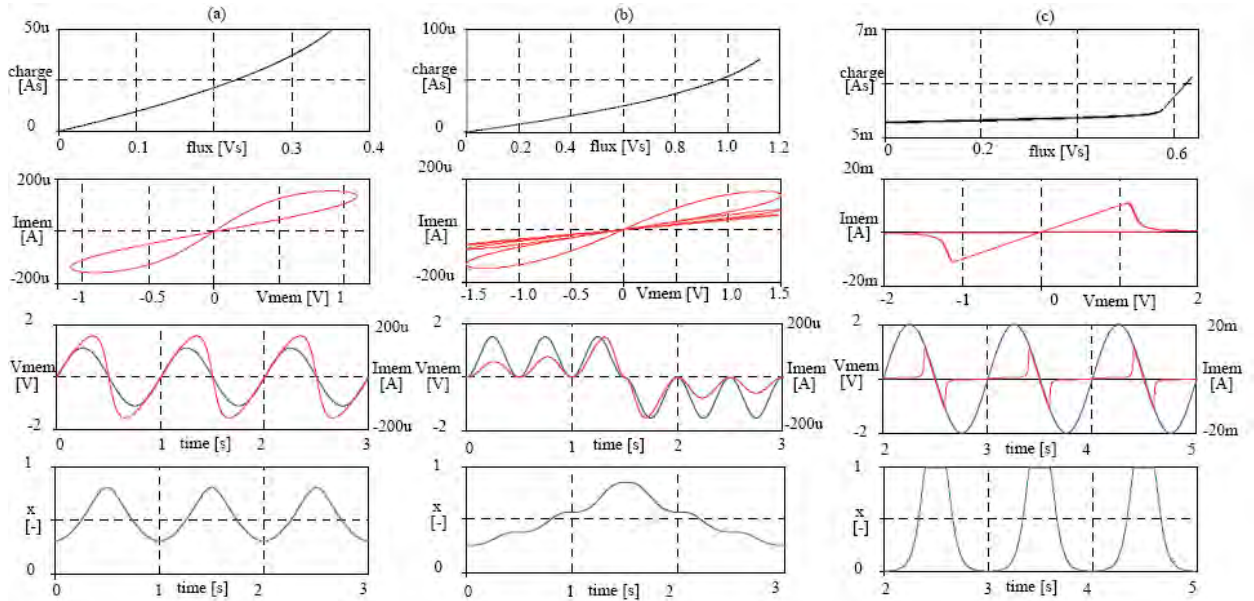 (a) (b) (c)
50u
charge
[As]
0
0 0.1 0.2 0.3 0.4
flux [Vs]
100u
charge
[As]
0
0.0 0.2 0.4 0.6 0.8 1.0 1.2
flux [Vs]
7m
charge
[As]
5m
0 0.2 0.4 0.6
flux [Vs]
200u
Imem
[A]
-200u
-1 -0.5 0 0.5 1
Vmem [V]
200u
Imem
[A]
-200u
-1.5 -1.0 -0.5 0 0.5 1.0 1.5
Vmem [V]
20m
Imem
[A]
-20m
-2 -1 0 1 2
Vmem [V]
2 200u
Vmem Imem
[V] [A]
-2 -200u
0 1 2 3
time [s]
2 200u
Vmem Imem
[V] [A]
-2 -200u
0 1 2 3
time [s]
2 20m
Vmem Imem
[V] [A]
-2 -20m
2 3 4 5
time [s]
1
x
[-]
0
0 1 2 3
time [s]
1
x
[-]
0
0 1 2 3
time [s]
1
x
[-]
0
2 3 4 5
time [s]